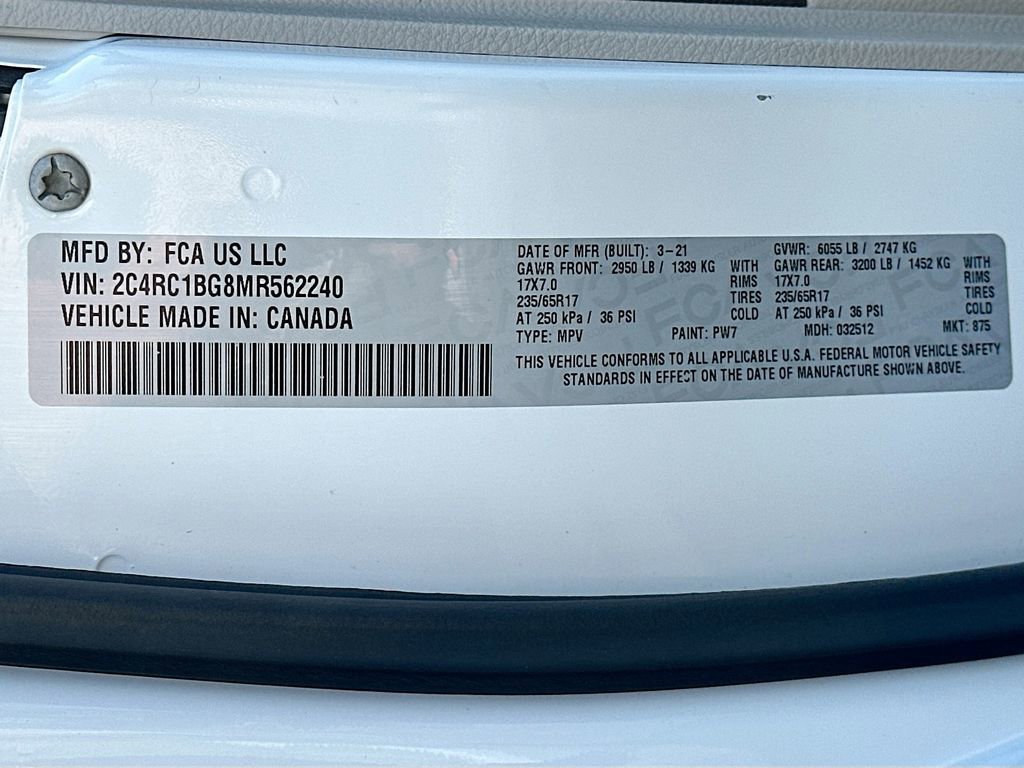 MFD BY: FCA US LLC
VIN: 2C4RC1BG8MR562240
VEHICLE MADE IN: CANADA
DATE OF MFR (BUILT): 3-21 GVWR: 6055 LB / 2747 KG
GAWR FRONT: 2950 LB / 1339 KG WITH GAWR REAR: 3200 LB / 1452 KG WITH
17X7.0 RIMS 17X7.0 RIMS
235/65R17 TIRES 235/65R17 TIRES
AT 250 kPa / 36 PSI COLD AT 250 kPa / 36 PSI COLD
TYPE: MPV PAINT: PW7 MDH: 032512 MKT: 875
THIS VEHICLE CONFORMS TO ALL APPLICABLE U.S.A. FEDERAL MOTOR VEHICLE SAFETY
STANDARDS IN EFFECT ON THE DATE OF MANUFACTURE SHOWN ABOVE.